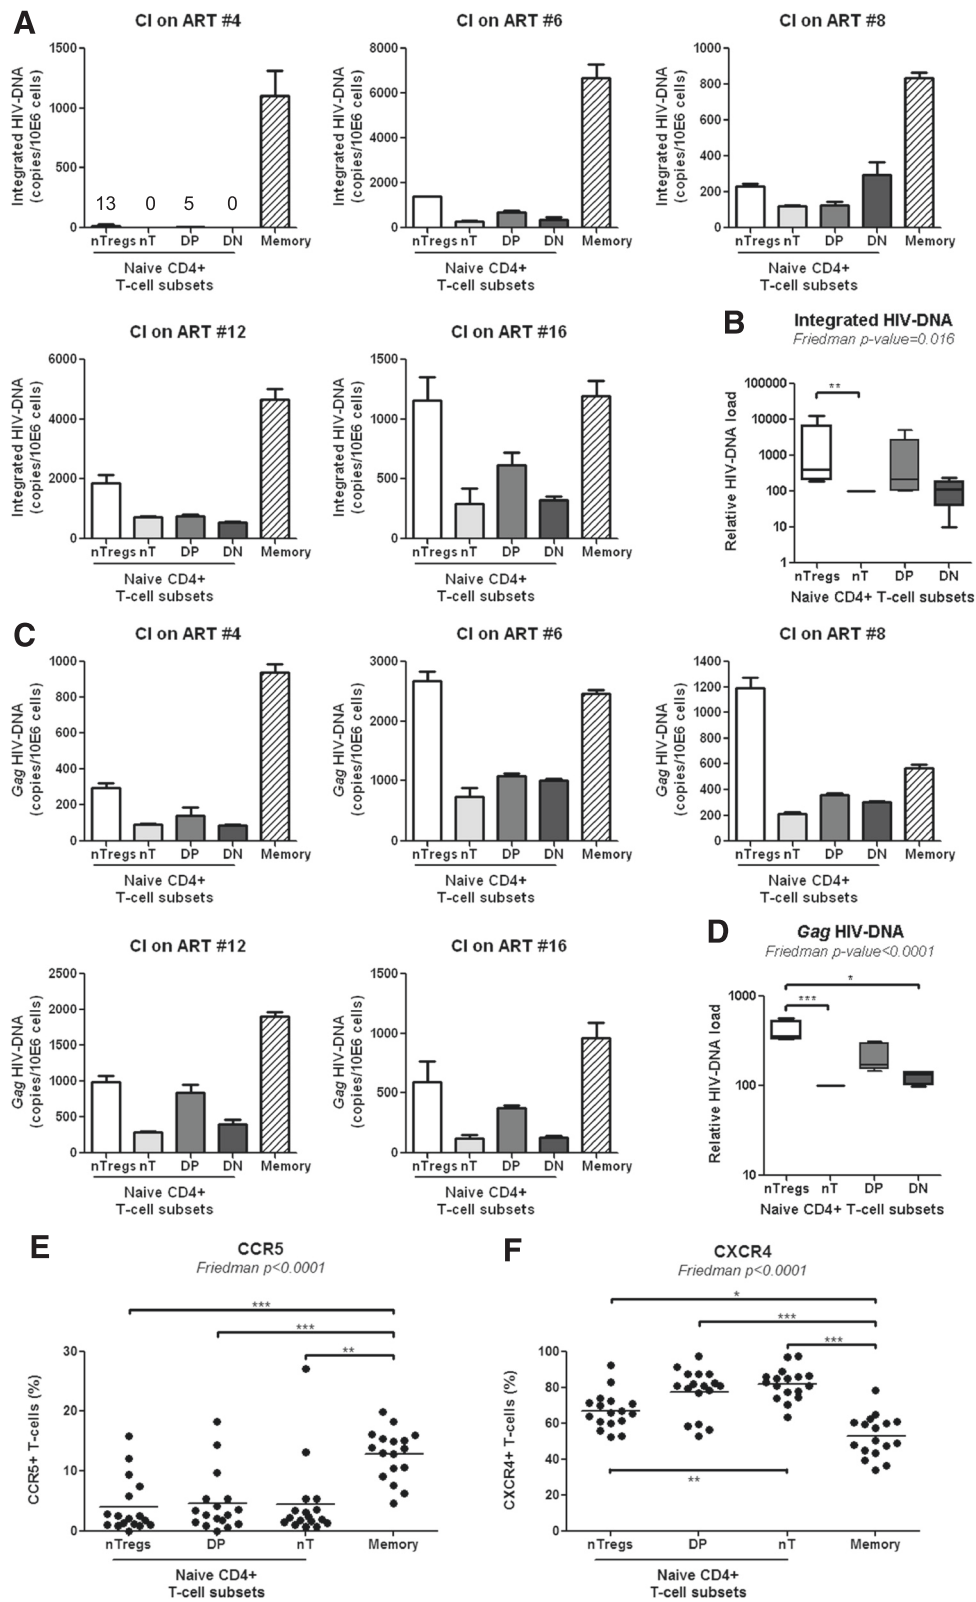 A
CI on ART #4
Integrated HIV-DNA
(copies/10E6 cells)
1500
1000
500
0
13
0
5
0
nTregs nT DP DN Memory
Naive CD4+
T-cell subsets
CI on ART #6
Integrated HIV-DNA
(copies/10E6 cells)
8000
6000
4000
2000
0
nTregs nT DP DN Memory
Naive CD4+
T-cell subsets
CI on ART #8
Integrated HIV-DNA
(copies/10E6 cells)
1000
800
600
400
200
0
nTregs nT DP DN Memory
Naive CD4+
T-cell subsets
CI on ART #12
Integrated HIV-DNA
(copies/10E6 cells)
6000
4000
2000
0
nTregs nT DP DN Memory
Naive CD4+
T-cell subsets
CI on ART #16
Integrated HIV-DNA
(copies/10E6 cells)
1500
1000
500
0
nTregs nT DP DN Memory
Naive CD4+
T-cell subsets
B
Integrated HIV-DNA
Friedman p-value=0.016
Relative HIV-DNA load
100000
10000
1000
100
10
1
**
nTregs nT DP DN
Naive CD4+ T-cell subsets
C
CI on ART #4
Gag HIV-DNA
(copies/10E6 cells)
1000
800
600
400
200
0
nTregs nT DP DN Memory
Naive CD4+
T-cell subsets
CI on ART #6
Gag HIV-DNA
(copies/10E6 cells)
3000
2000
1000
0
nTregs nT DP DN Memory
Naive CD4+
T-cell subsets
CI on ART #8
Gag HIV-DNA
(copies/10E6 cells)
1400
1200
1000
800
600
400
200
0
nTregs nT DP DN Memory
Naive CD4+
T-cell subsets
CI on ART #12
Gag HIV-DNA
(copies/10E6 cells)
2500
2000
1500
1000
500
0
nTregs nT DP DN Memory
Naive CD4+
T-cell subsets
CI on ART #16
Gag HIV-DNA
(copies/10E6 cells)
1500
1000
500
0
nTregs nT DP DN Memory
Naive CD4+
T-cell subsets
D
Gag HIV-DNA
Friedman p-value<0.0001
Relative HIV-DNA load
1000
100
10
*
***
nTregs nT DP DN
Naive CD4+ T-cell subsets
E
CCR5
Friedman p<0.0001
CCR5+ T-cells (%)
30
20
10
0
***
***
**
nTregs DP nT Memory
Naive CD4+
T-cell subsets
F
CXCR4
Friedman p<0.0001
CXCR4+ T-cells (%)
100
80
60
40
20
0
*
***
***
**
nTregs DP nT Memory
Naive CD4+
T-cell subsets